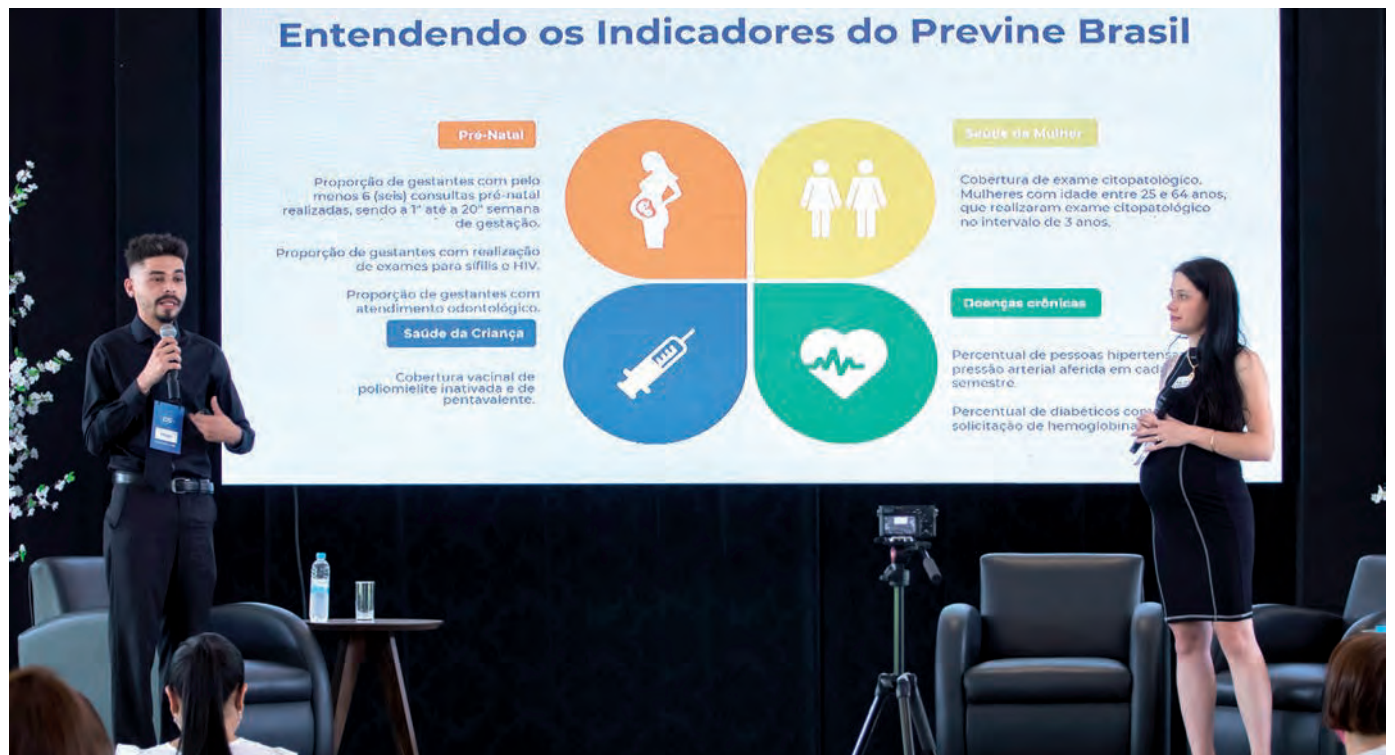 Entendendo os Indicadores do Previne Brasil
Pré-Natal
Proporção de gestantes com pelo
menos 6 (seis) consultas pré-natal
realizadas, sendo a 1ª até a 20ª semana
de gestação.
Proporção de gestantes com realização
de exames para sífilis e HIV.
Proporção de gestantes com
atendimento odontológico.
Saúde da Criança
Cobertura vacinal de
poliomielite inativada e de
pentavalente.
Saúde da Mulher
Cobertura de exame citopatológico.
Mulheres com idade entre 25 e 64 anos,
que realizaram exame citopatológico
no intervalo de 3 anos.
Doenças crônicas
Percentual de pessoas
pressão arterial aferida em
semestre.
Percentual de diabéticos
solicitação de